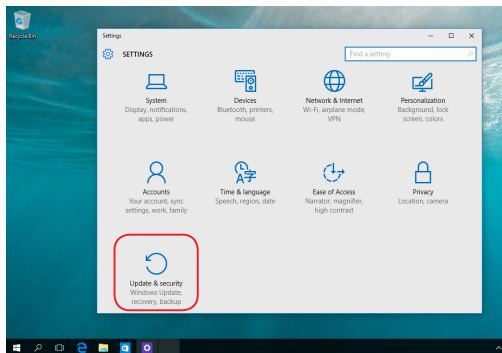 Recycle Bin
Settings
SETTINGS
Find a setting
System
Display, notifications,
apps, power
Devices
Bluetooth, printers,
mouse
Network & Internet
Wi-Fi, airplane mode,
VPN
Personalization
Background, lock
screen, colors
Accounts
Your account, sync
settings, work, family
Time & language
Speech, region, date
Ease of Access
Narrator, magnifier,
high contrast
Privacy
Location, camera
Update & security
Windows Update,
recovery, backup